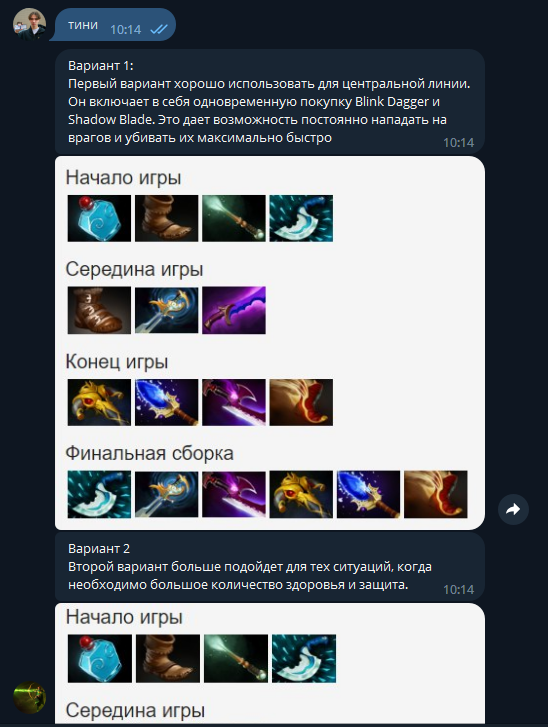 тини
10:14
Вариант 1:
Первый вариант хорошо использовать для центральной линии.
Он включает в себя одновременную покупку Blink Dagger и
Shadow Blade. Это дает возможность постоянно нападать на
врагов и убивать их максимально быстро
10:14
Начало игры
Середина игры
Конец игры
Финальная сборка
Вариант 2
Второй вариант больше подойдет для тех ситуаций, когда
необходимо большое количество здоровья и защита.
10:14
Начало игры
Середина игры